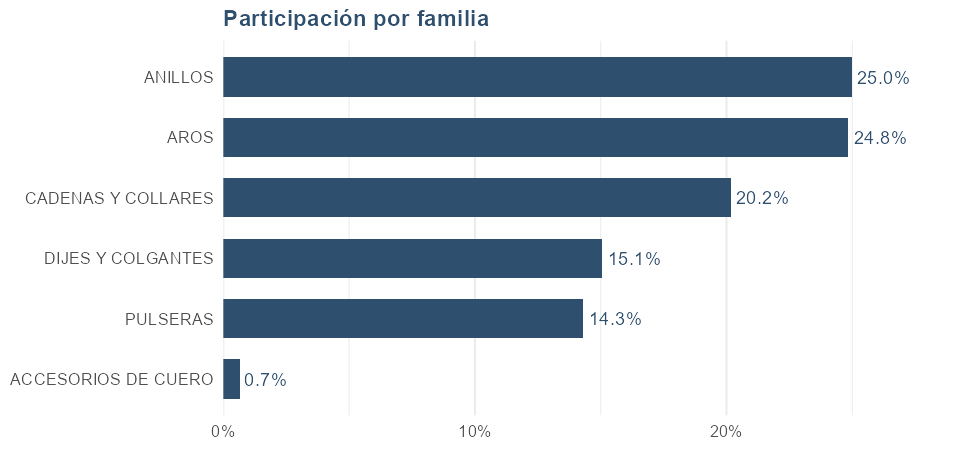 Participación por familia
ANILLOS 25.0%
AROS 24.8%
CADENAS Y COLLARES 20.2%
DIJES Y COLGANTES 15.1%
PULSERAS 14.3%
ACCESORIOS DE CUERO 0.7%
0% 10% 20%